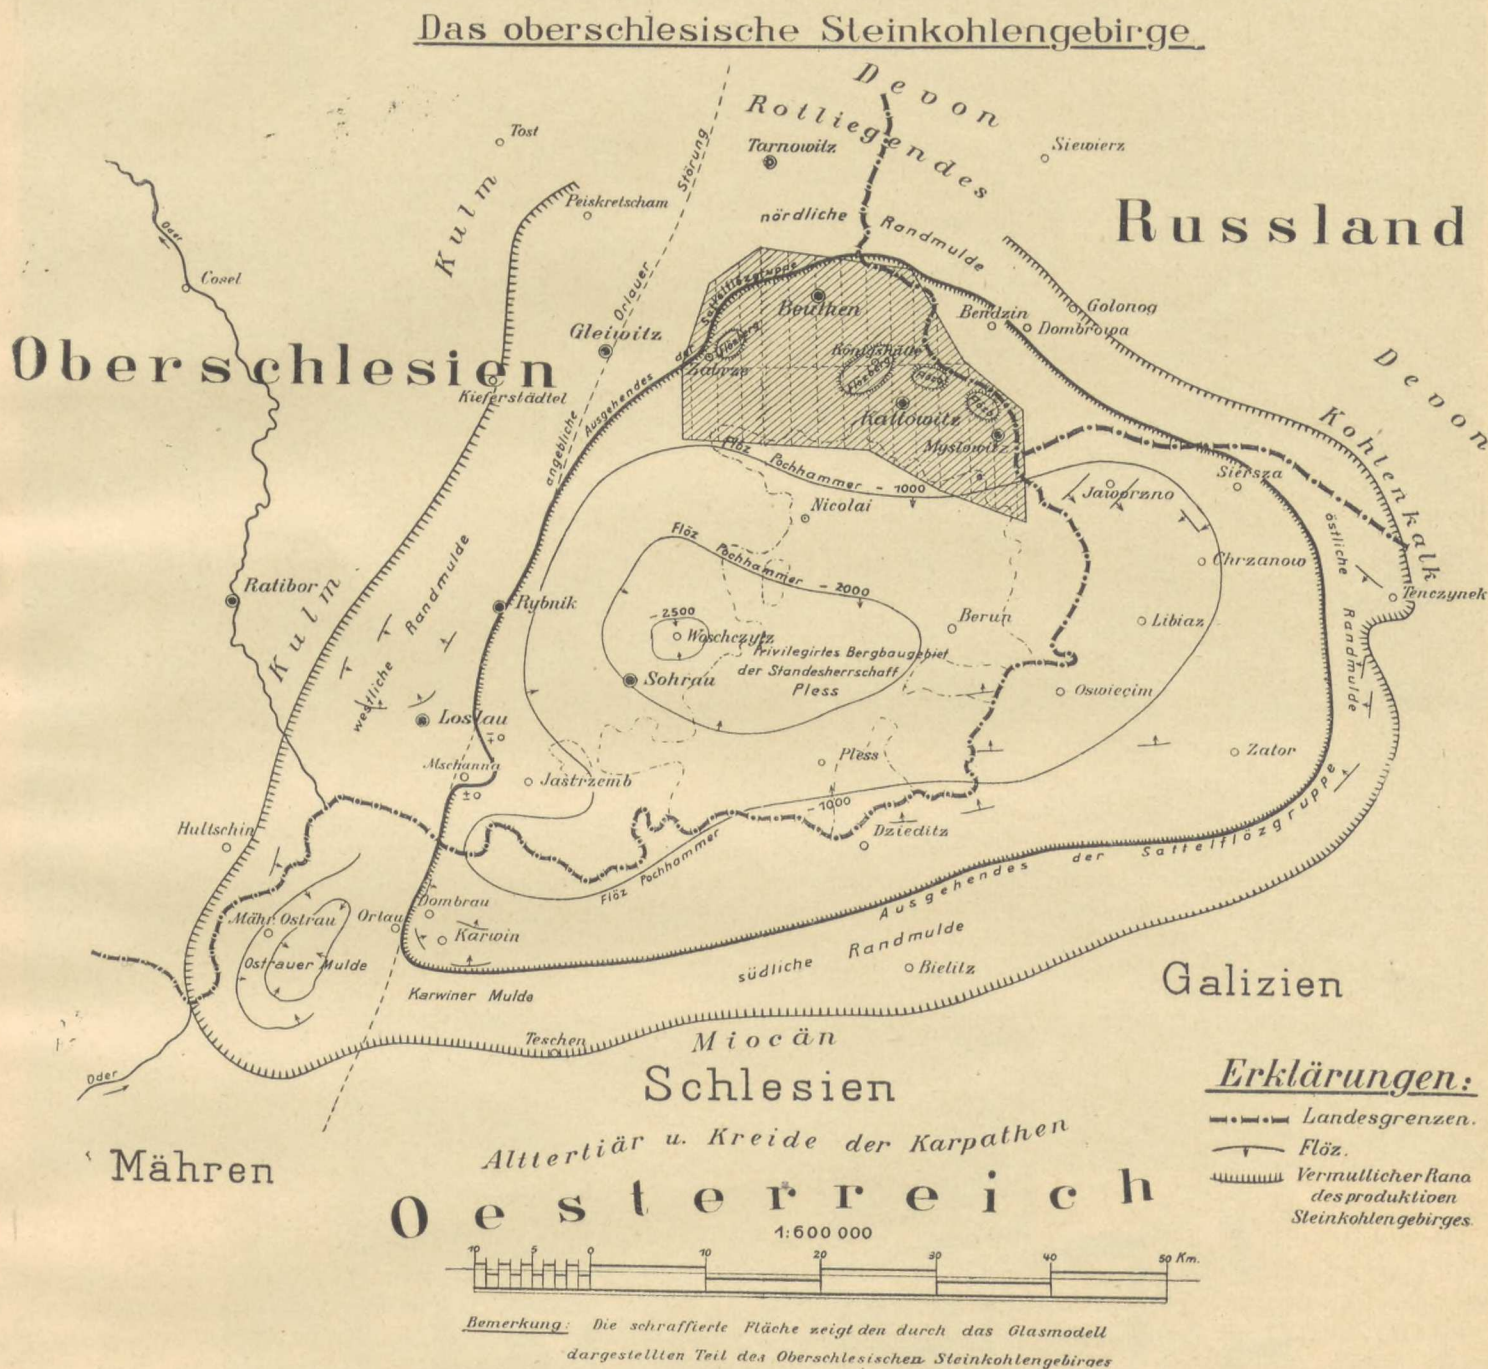 Das oberschlesische Steinkohlengebirge
Devon
Rotliegendes
Tost
Tarnowitz
Siewierz
Kulm
Störung
Peiskretscham
nördliche Randmulde
Russland
Oder
Cosel
Orlauer
Ausgehendes der Sattelflözgruppe
Beuthen
Golonog
Bendzin
Dombrowa
Gleiwitz
Flözberg
Zabrze
Königshütte
Flözberg
Oberschlesien
Kieferstädtel
Devon
Kohlenkalk
angebliche
Kattowitz
Myslowitz
Flöz Pochhammer - 1000
Siersza
Jaworzno
Nicolai
östliche Randmulde
Flöz Pochhammer - 2000
Chrzanow
Tenczynek
Ratibor
Rybnik
Kulm
westliche Randmulde
- 2500
Woschczytz
Berun
Libiaz
Privilegirtes Bergbaugebiet
der Standesherrschaft
Pless
Sohrau
Oswiecim
Loslau
Mschanna
Jastrzemb
Pless
Zator
- 1000
Hultschin
Dzieditz
Flöz Pochhammer
Ausgehendes der Sattelflözgruppe
Dombrau
Mähr. Ostrau
Orlau
Karwin
Ostrauer Mulde
südliche Randmulde
Bielitz
Karwiner Mulde
Galizien
Teschen
Miocän
Oder
Schlesien
Mähren
Alttertiär u. Kreide der Karpathen
Oesterreich
Erklärungen:
Landesgrenzen.
Flöz.
Vermutlicher Rand
des produktiven
Steinkohlengebirges.
1:600 000
10 5 0 10 20 30 40 50 Km.
Bemerkung: Die schraffierte Fläche zeigt den durch das Glasmodell
dargestellten Teil des Oberschlesischen Steinkohlengebirges